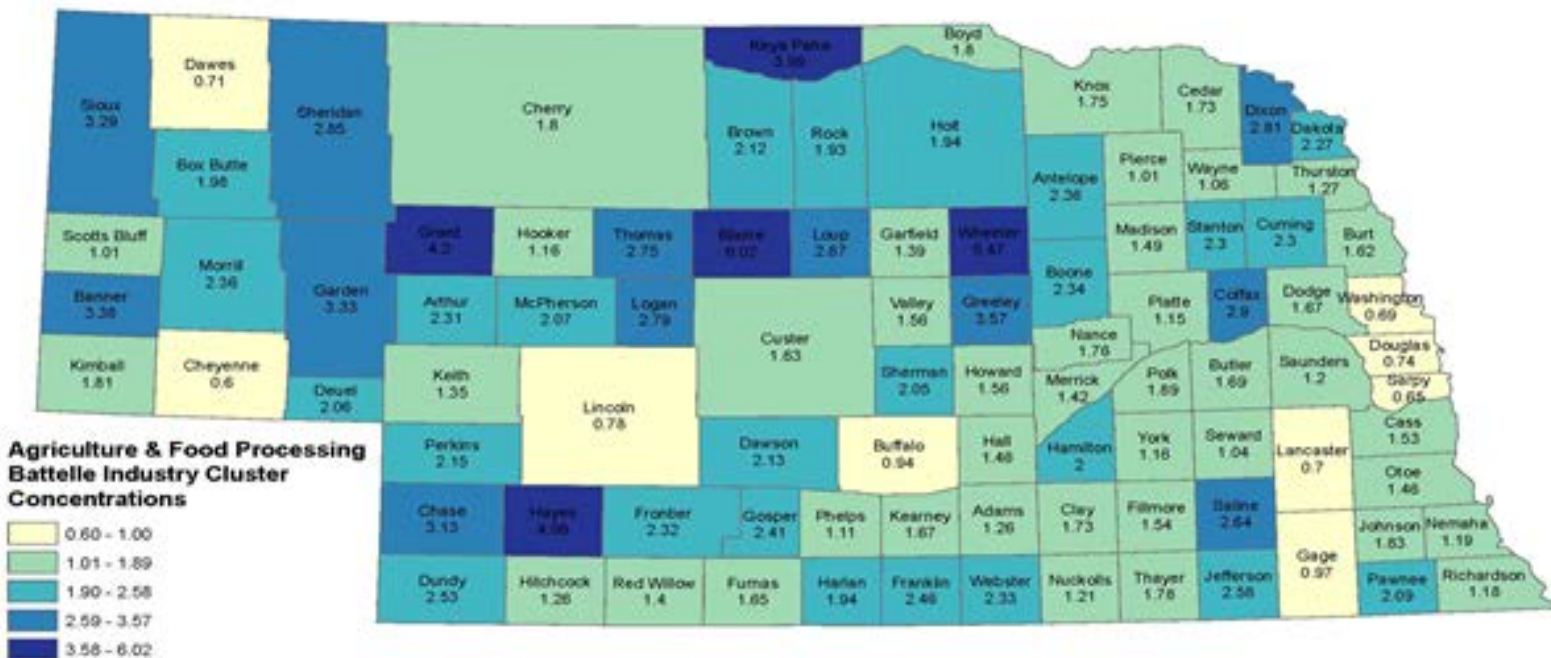 Dawes
0.71
Sioux
3.29
Sheridan
2.85
Cherry
1.8
Keya Paha
Boyd
1.8
Knox
1.75
Cedar
1.73
Dixon
2.81
Dakota
2.27
Box Butte
1.98
Brown
2.12
Rock
1.93
Holt
1.94
Antelope
2.36
Pierce
1.01
Wayne
1.06
Thurston
1.27
Scotts Bluff
1.01
Morrill
2.36
Garden
3.33
Grant
4.2
Hooker
1.16
Thomas
2.75
Blaine
6.02
Loup
2.87
Garfield
1.39
Wheeler
Boone
2.34
Madison
1.49
Stanton
2.3
Cuming
2.3
Burt
1.62
Banner
3.38
Arthur
2.31
McPherson
2.07
Logan
2.79
Custer
1.63
Valley
1.56
Greeley
3.57
Nance
1.76
Platte
1.15
Colfax
2.9
Dodge
1.67
Washington
0.69
Kimball
1.81
Cheyenne
0.6
Deuel
2.06
Keith
1.35
Lincoln
0.78
Sherman
2.05
Howard
1.56
Merrick
1.42
Polk
1.89
Butler
1.69
Saunders
1.2
Douglas
0.74
Sarpy
0.65
Perkins
2.15
Dawson
2.13
Buffalo
0.94
Hall
1.48
Hamilton
2
York
1.16
Seward
1.04
Lancaster
0.7
Cass
1.53
Otoe
1.46
Chase
3.13
Hayes
Frontier
2.32
Gosper
2.41
Phelps
1.11
Kearney
1.67
Adams
1.26
Clay
1.73
Fillmore
1.54
Saline
2.64
Gage
0.97
Johnson
1.83
Nemaha
1.19
Dundy
2.53
Hitchcock
1.26
Red Willow
1.4
Furnas
1.65
Harlan
1.94
Franklin
2.46
Webster
2.33
Nuckolls
1.21
Thayer
1.78
Jefferson
2.58
Pawnee
2.09
Richardson
1.18
Agriculture & Food Processing
Battelle Industry Cluster
Concentrations
0.60 - 1.00
1.01 - 1.89
1.90 - 2.58
2.59 - 3.57
3.58 - 6.02